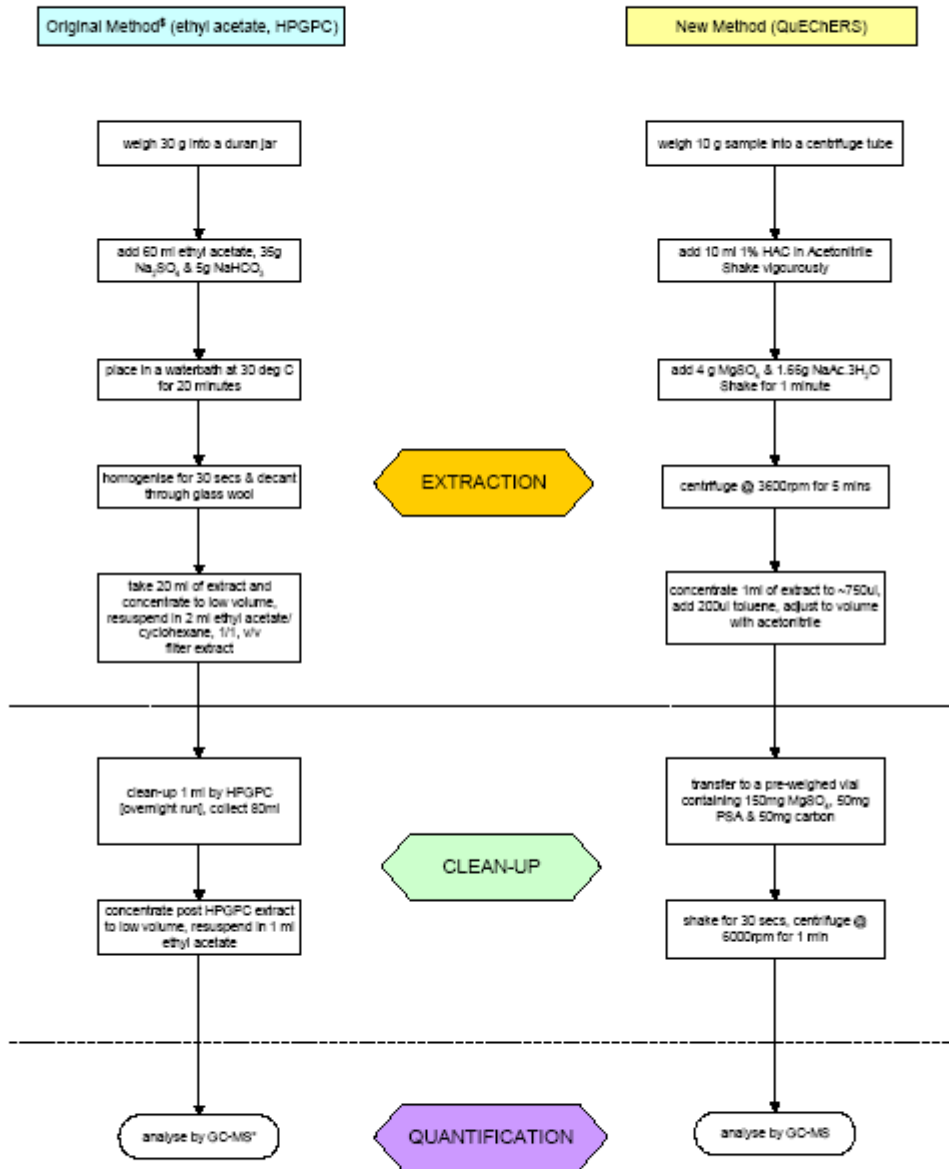 Original Method$ (ethyl acetate, HPGPC)
New Method (QuEChERS)
weigh 30 g into a duran jar
weigh 10 g sample into a centrifuge tube
add 60 ml ethyl acetate, 35g
Na₂SO₄ & 5g NaHCO₃
add 10 ml 1% HAC in Acetonitrile
Shake vigourously
place in a waterbath at 30 deg C
for 20 minutes
add 4 g MgSO₄ & 1.66g NaAc.3H₂O
Shake for 1 minute
homogenise for 30 secs & decant
through glass wool
EXTRACTION
centrifuge @ 3600rpm for 5 mins
take 20 ml of extract and
concentrate to low volume,
resuspend in 2 ml ethyl acetate/
cyclohexane, 1/1, v/v
filter extract
concentrate 1ml of extract to ~750ul,
add 200ul toluene, adjust to volume
with acetonitrile
clean-up 1 ml by HPGPC
[overnight run], collect 80ml
transfer to a pre-weighed vial
containing 150mg MgSO₄, 50mg
PSA & 50mg carbon
CLEAN-UP
concentrate post HPGPC extract
to low volume, resuspend in 1 ml
ethyl acetate
shake for 30 secs, centrifuge @
6000rpm for 1 min
analyse by GC-MS*
QUANTIFICATION
analyse by GC-MS